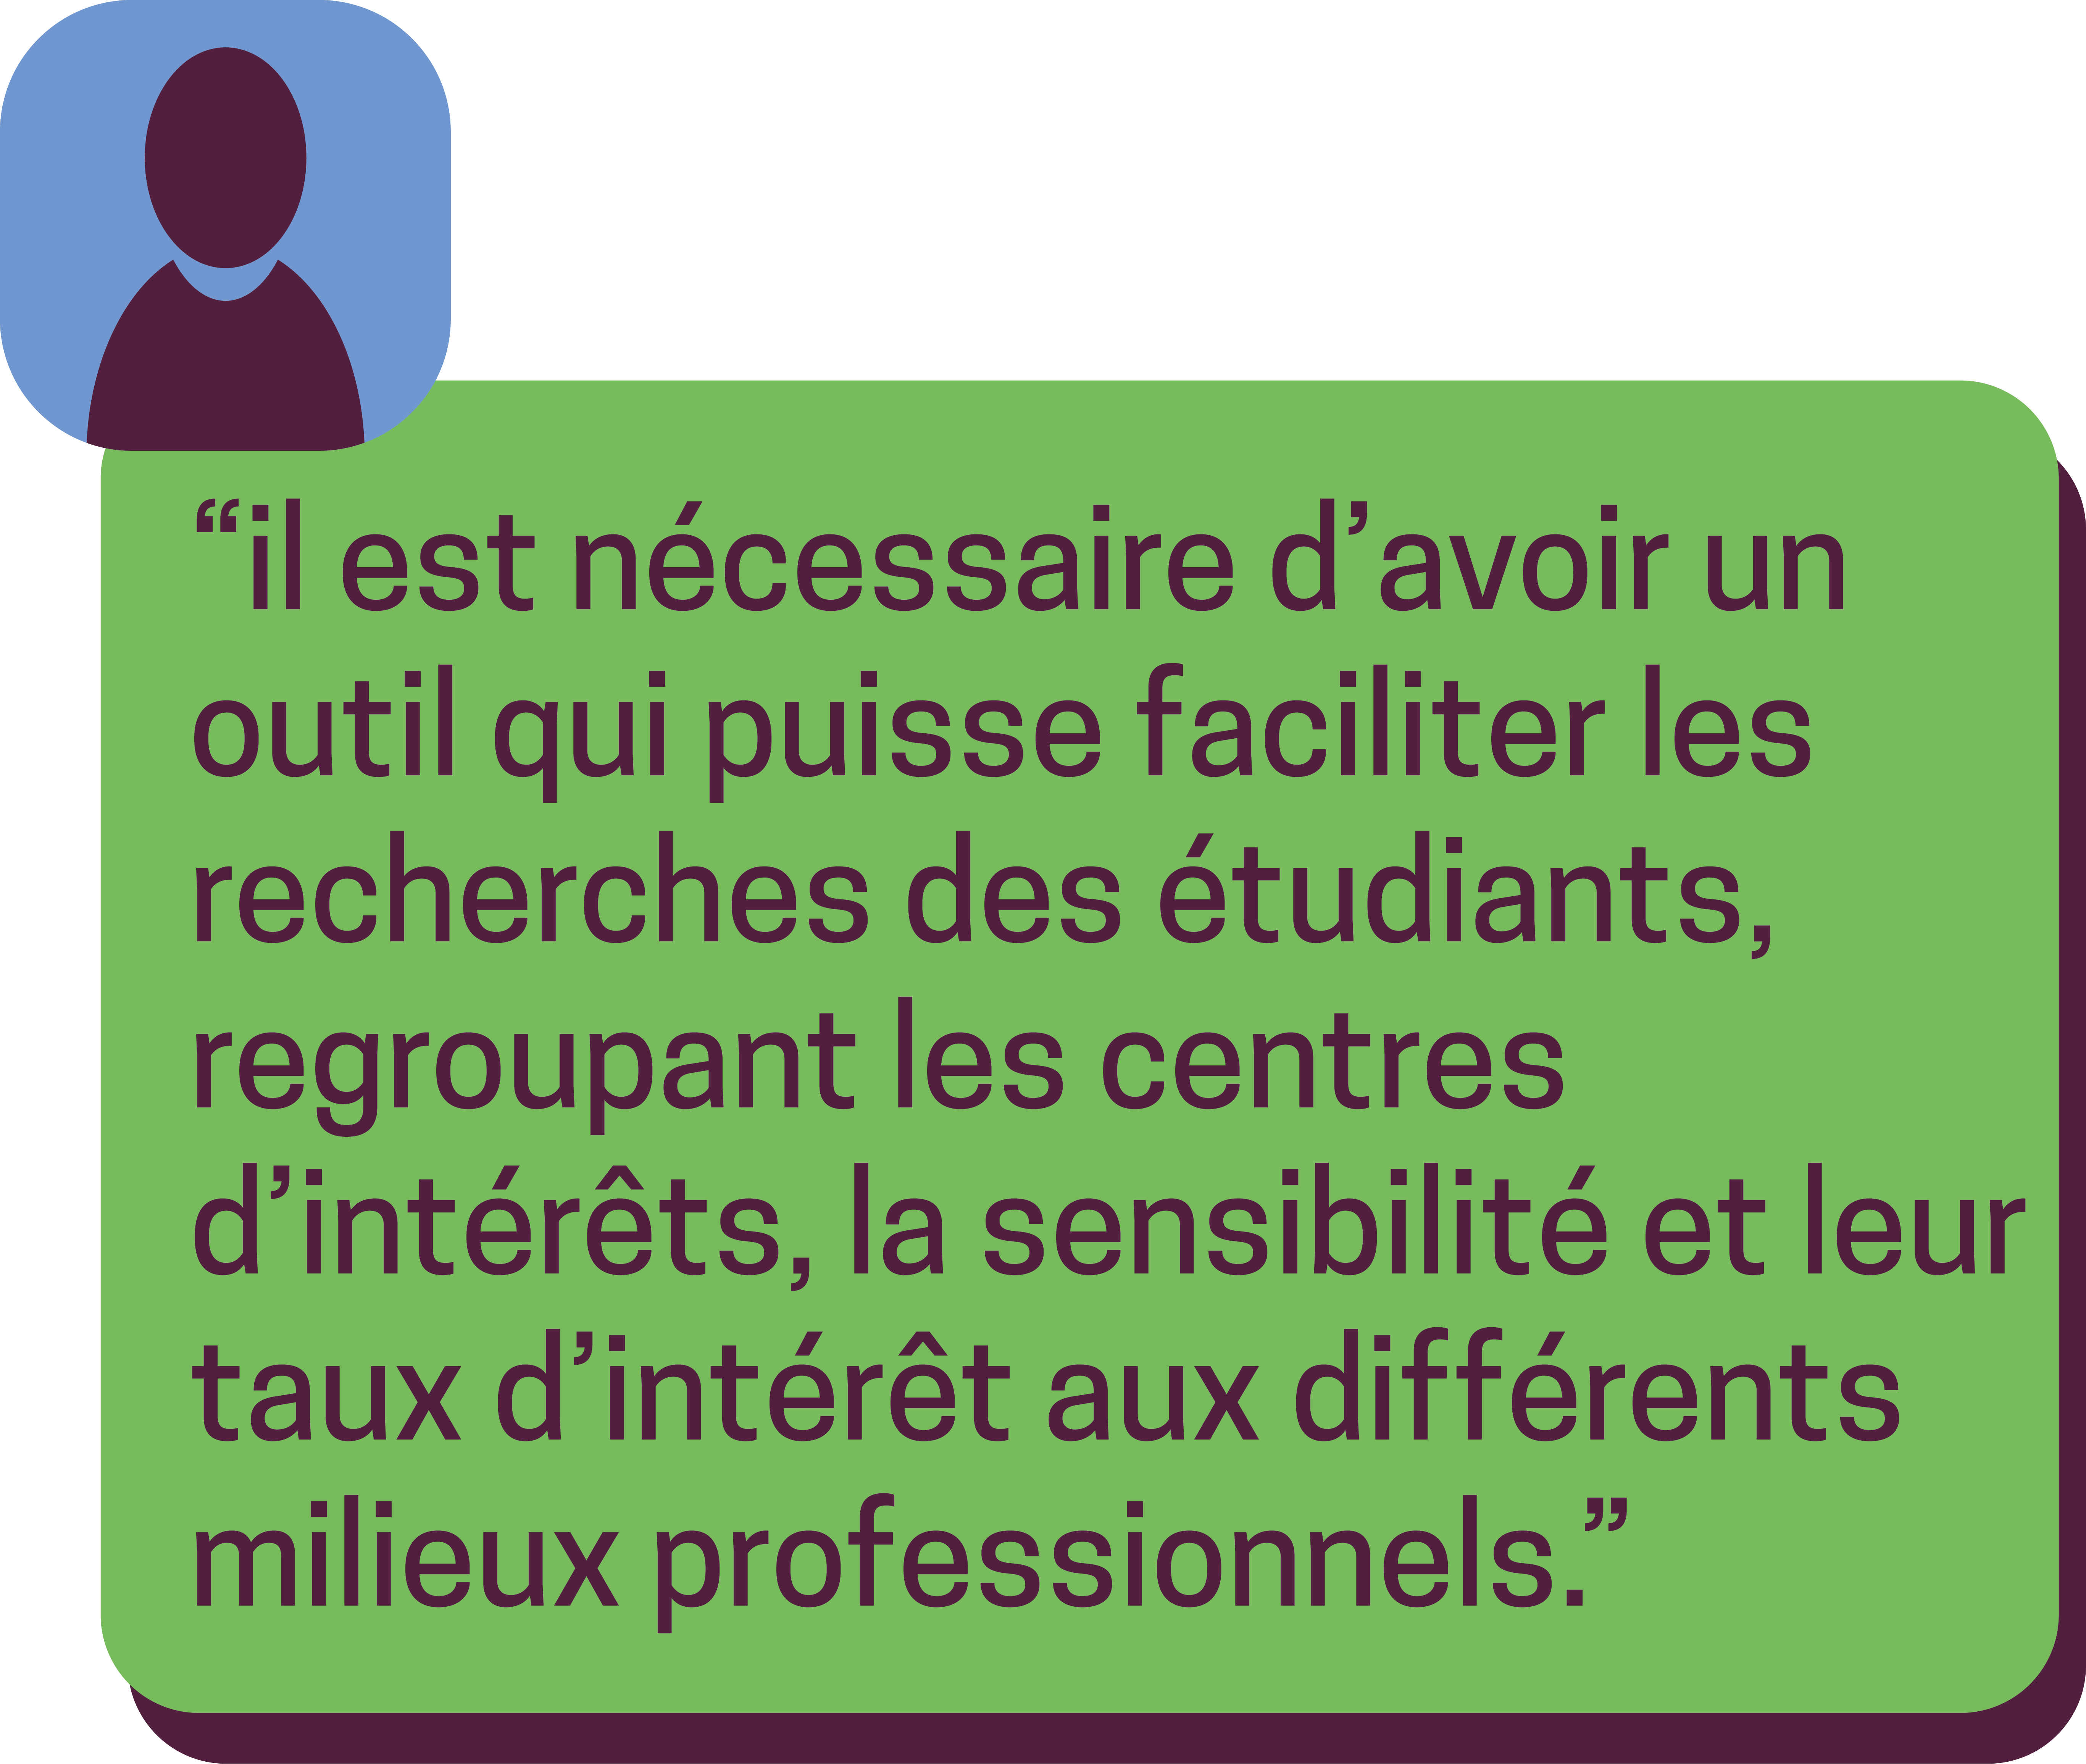 “il est nécessaire d’avoir un
outil qui puisse faciliter les
recherches des étudiants,
regroupant les centres
d’intérêts, la sensibilité et leur
taux d’intérêt aux différents
milieux professionnels.”